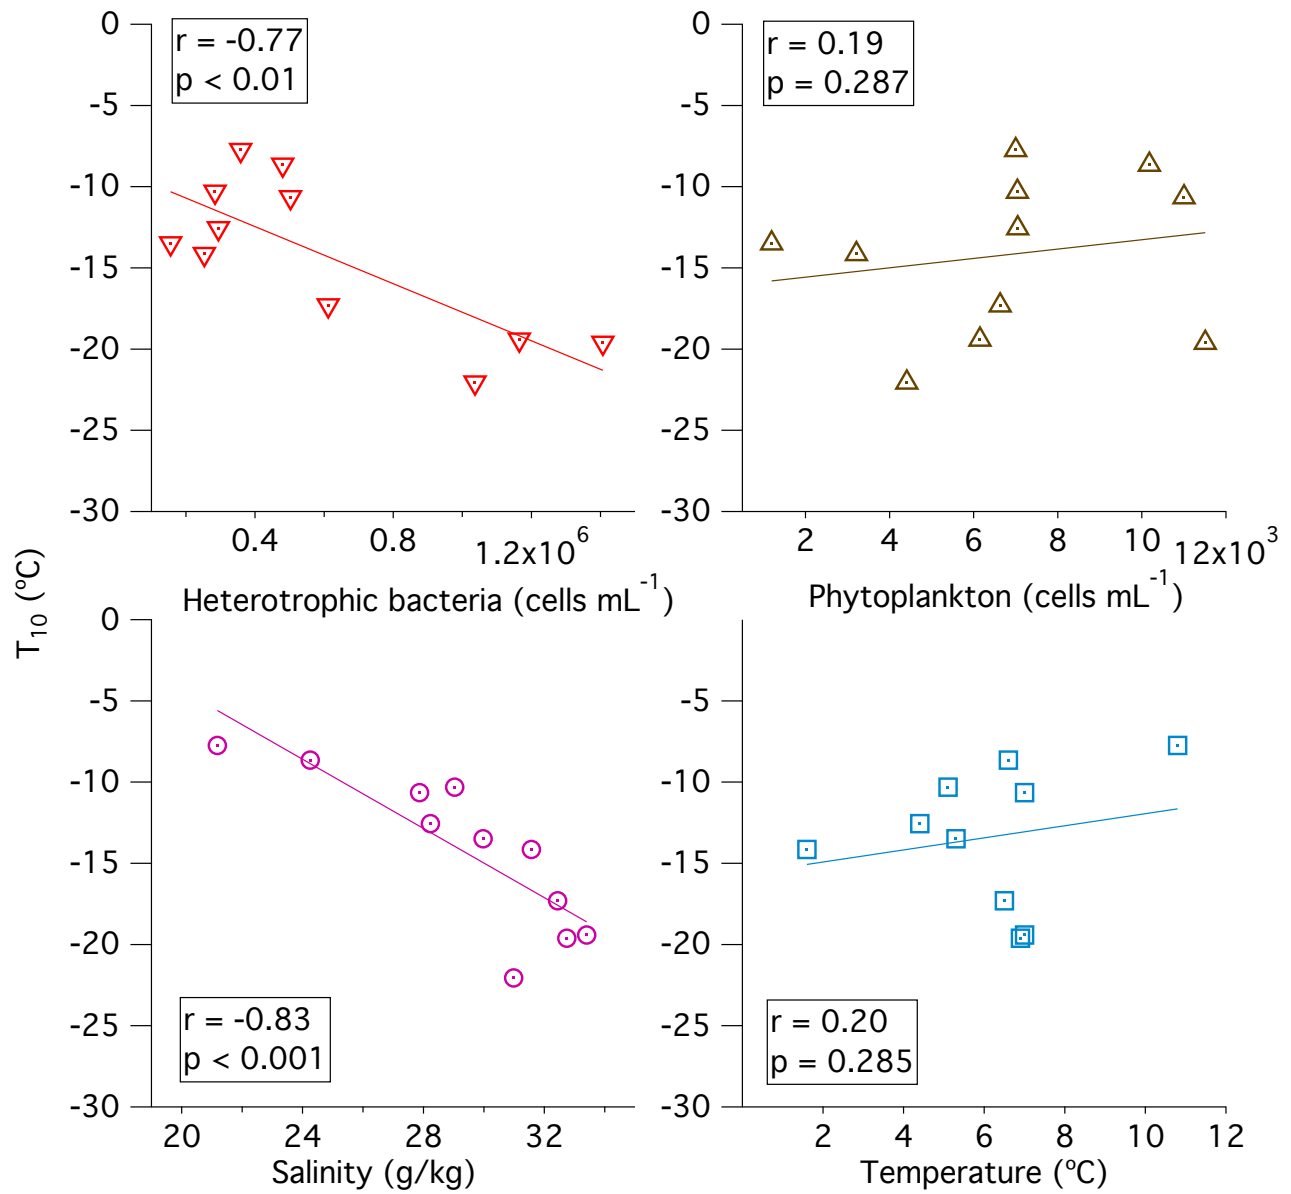 T10 (ºC)
0
-5
-10
-15
-20
-25
-30
r = -0.77
p < 0.01
0.4 0.8 1.2x10^6
Heterotrophic bacteria (cells mL^-1)
0
-5
-10
-15
-20
-25
-30
r = 0.19
p = 0.287
2 4 6 8 10 12x10^3
Phytoplankton (cells mL^-1)
0
-5
-10
-15
-20
-25
-30
r = -0.83
p < 0.001
20 24 28 32
Salinity (g/kg)
-5
-10
-15
-20
-25
-30
r = 0.20
p = 0.285
2 4 6 8 10 12
Temperature (ºC)